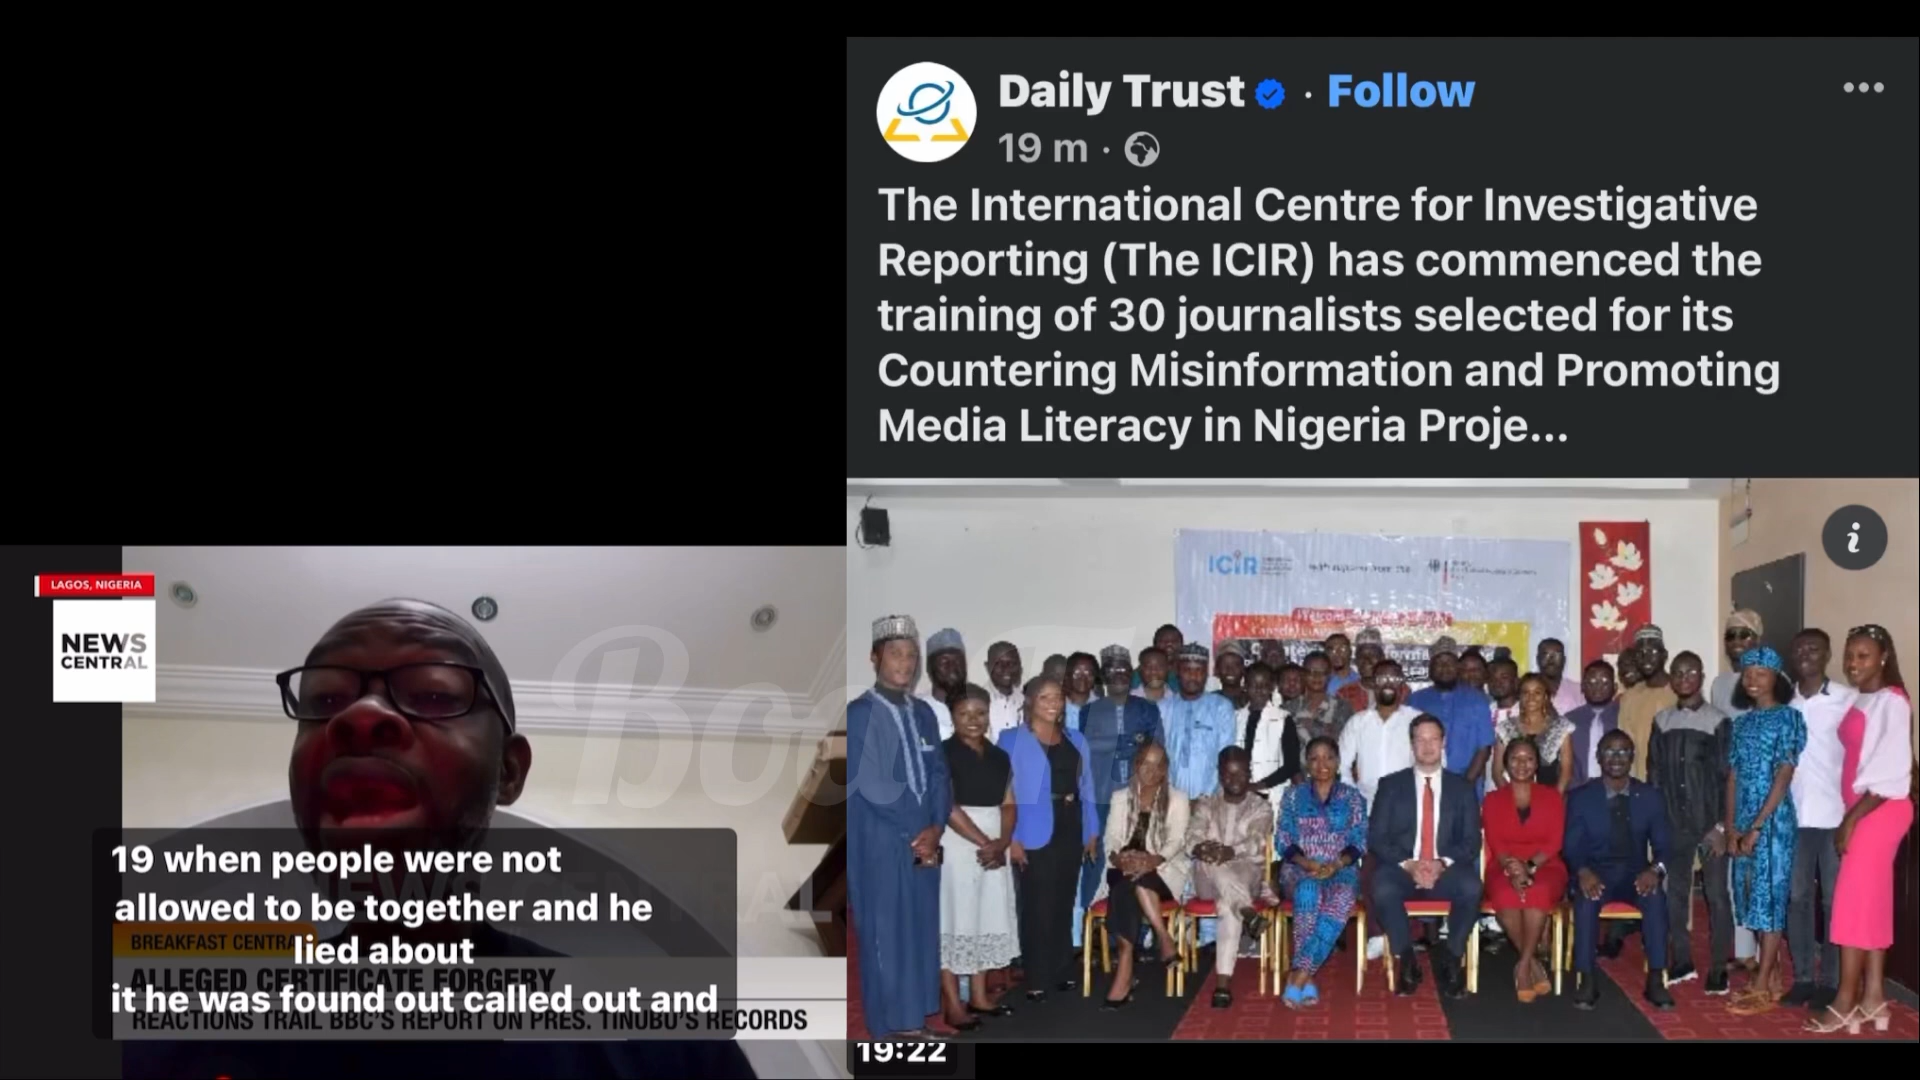 Daily Trust · Follow
19 m ·
The International Centre for Investigative
Reporting (The ICIR) has commenced the
training of 30 journalists selected for its
Countering Misinformation and Promoting
Media Literacy in Nigeria Proje...
ICIR
LAGOS, NIGERIA
NEWS
CENTRAL
19 when people were not
allowed to be together and he
lied about
it he was found out called out and
BREAKFAST CENTRAL
ALLEGED CERTIFICATE FORGERY
REACTIONS TRAIL BBC'S REPORT ON PRES. TINUBU'S RECORDS
19:22